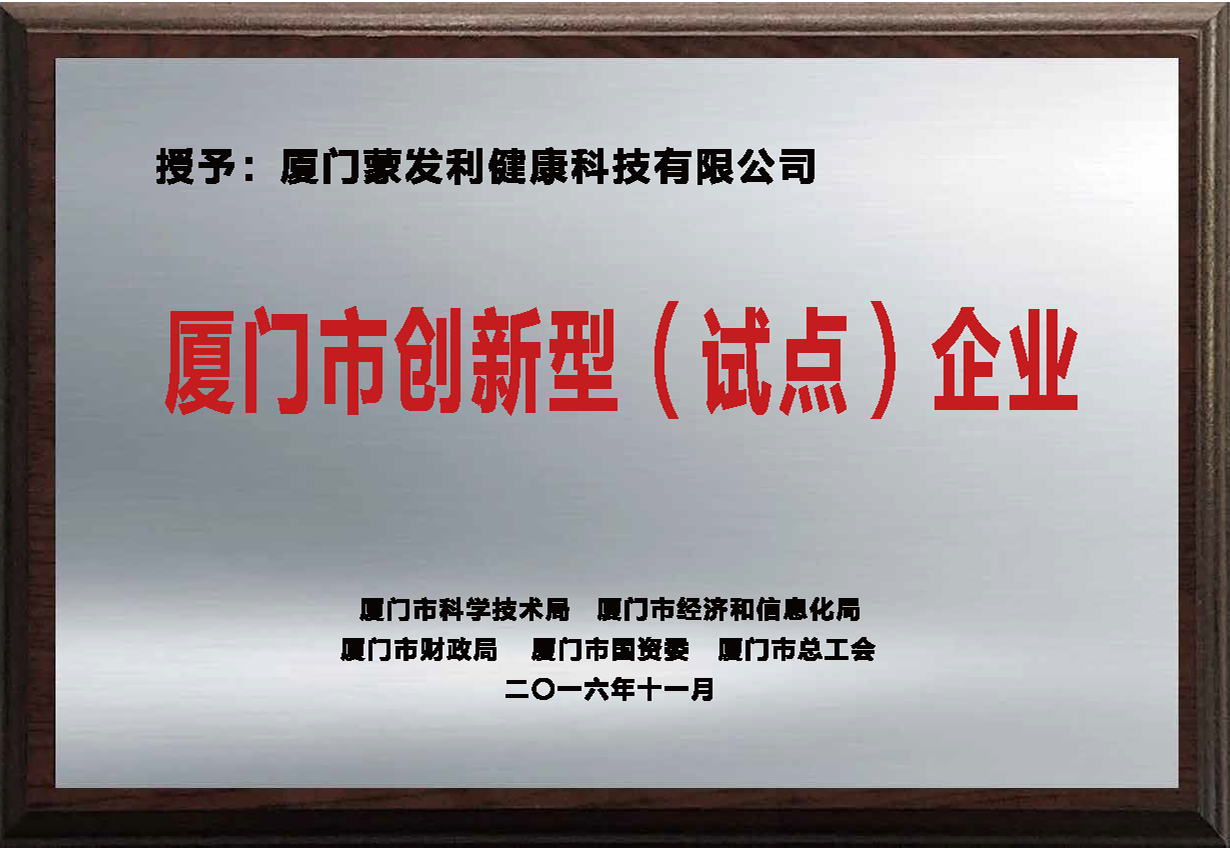 授予：厦门蒙发利健康科技有限公司
厦门市创新型（试点）企业
厦门市科学技术局 厦门市经济和信息化局
厦门市财政局 厦门市国资委 厦门市总工会
二〇一六年十一月